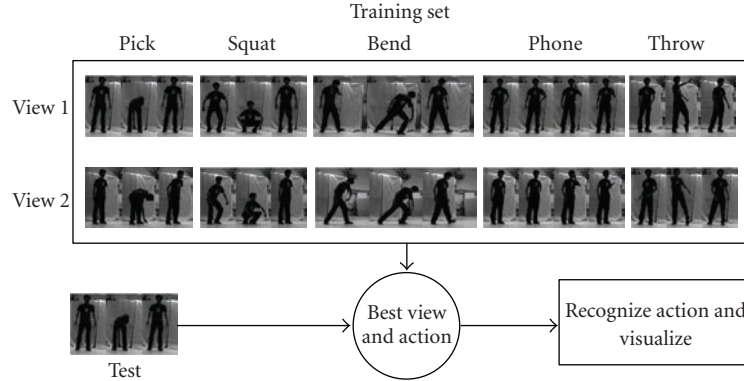 Training set
Pick Squat Bend Phone Throw
View 1
View 2
Best view
and action
Recognize action and
visualize
Test